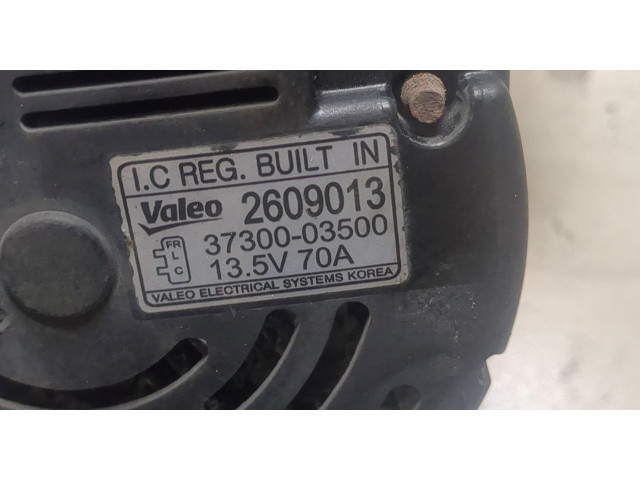 I.C REG. BUILT IN
Valeo 2609013
FR
L
C
37300-03500
13.5V 70A
VALEO ELECTRICAL SYSTEMS KOREA